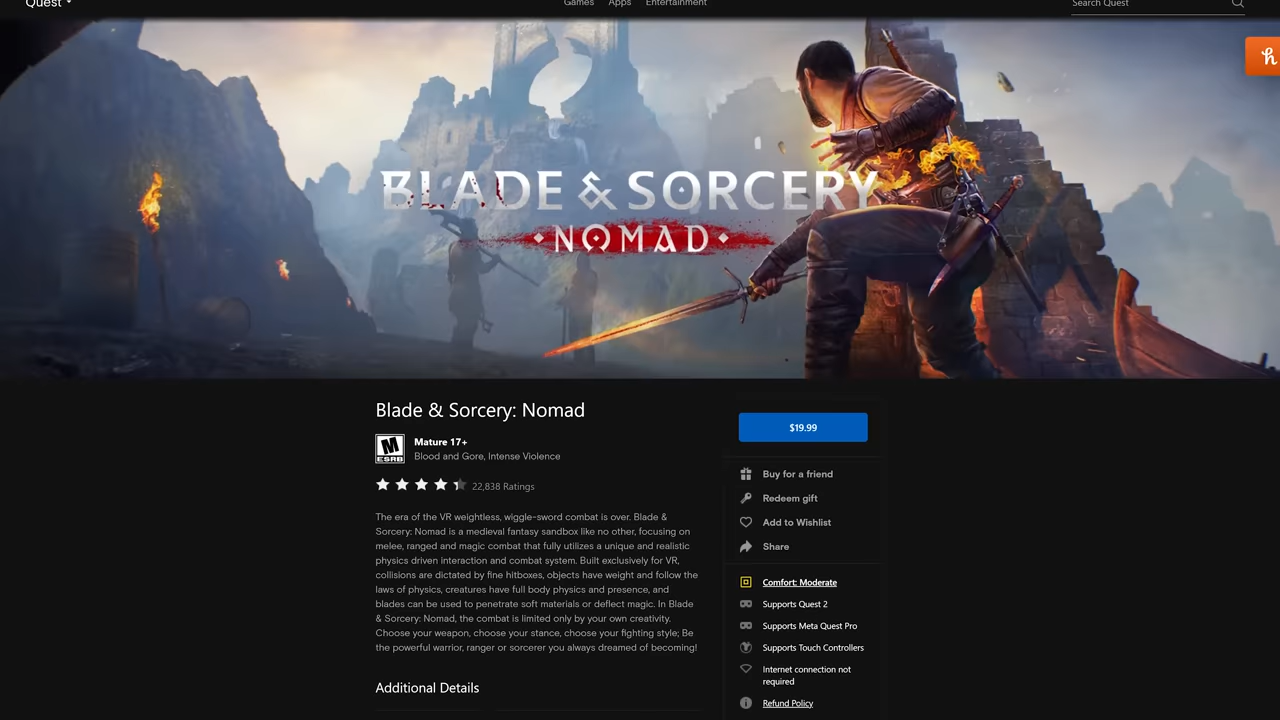 Quest
Games Apps Entertainment
Search Quest
BLADE & SORCERY
NOMAD
Blade & Sorcery: Nomad
$19.99
M
ESRB
Mature 17+
Blood and Gore, Intense Violence
22,838 Ratings
The era of the VR weightless, wiggle-sword combat is over. Blade &
Sorcery: Nomad is a medieval fantasy sandbox like no other, focusing on
melee, ranged and magic combat that fully utilizes a unique and realistic
physics driven interaction and combat system. Built exclusively for VR,
collisions are dictated by fine hitboxes, objects have weight and follow the
laws of physics, creatures have full body physics and presence, and
blades can be used to penetrate soft materials or deflect magic. In Blade
& Sorcery: Nomad, the combat is limited only by your own creativity.
Choose your weapon, choose your stance, choose your fighting style; Be
the powerful warrior, ranger or sorcerer you always dreamed of becoming!
Additional Details
Buy for a friend
Redeem gift
Add to Wishlist
Share
Comfort: Moderate
Supports Quest 2
Supports Meta Quest Pro
Supports Touch Controllers
Internet connection not
required
Refund Policy
h